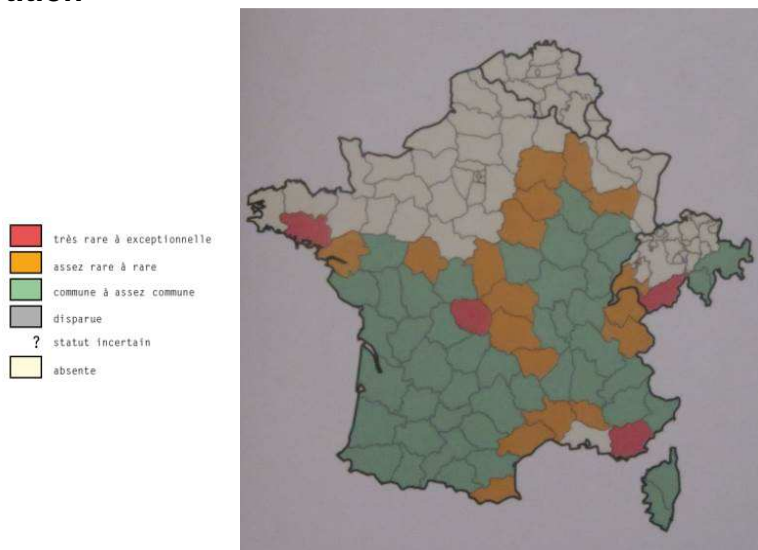 très rare à exceptionnelle
assez rare à rare
commune à assez commune
disparue
? statut incertain
absente